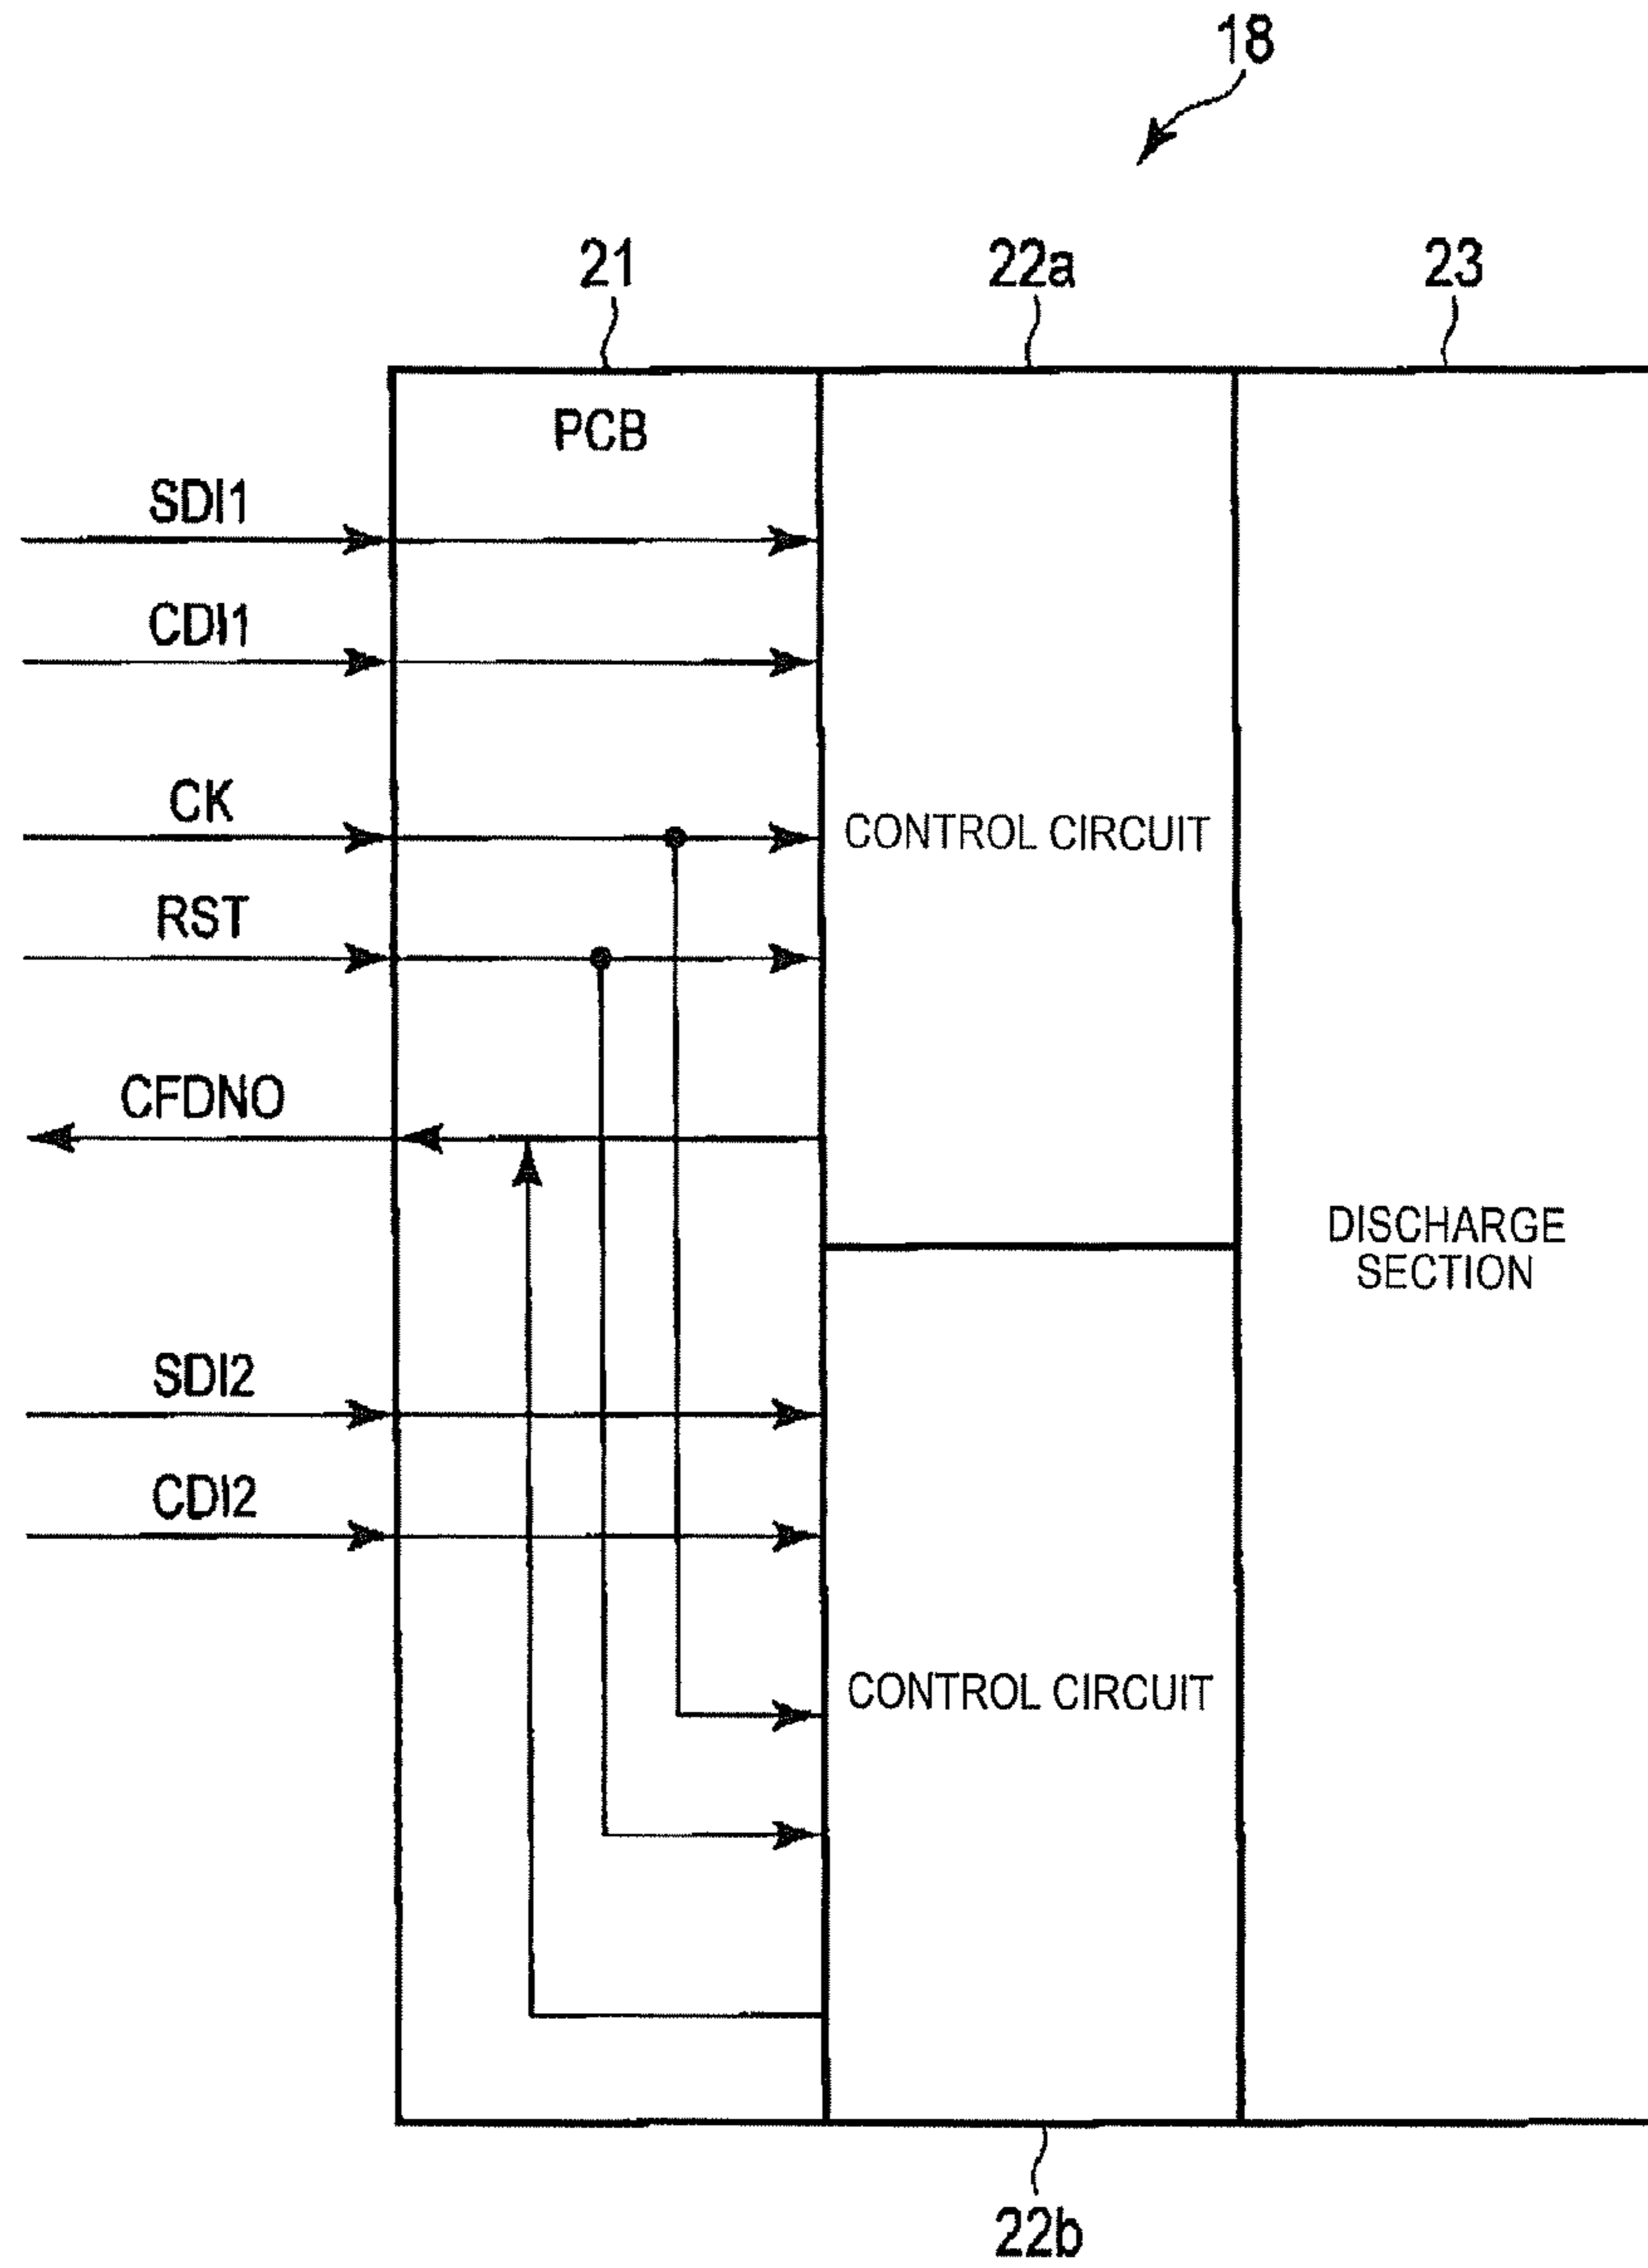 18
21
22a
23
PCB
SDI1
CDI1
CK
CONTROL CIRCUIT
RST
CFDNO
DISCHARGE
SECTION
SDI2
CDI2
CONTROL CIRCUIT
22b